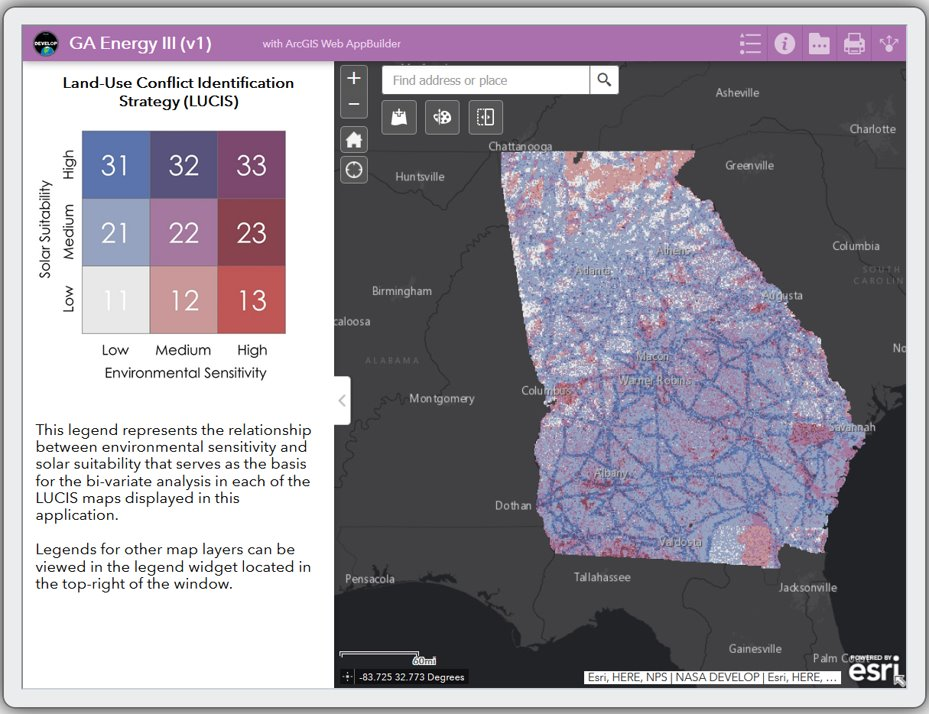 DEVELOP
GA Energy III (v1)
with ArcGIS Web AppBuilder
Land-Use Conflict Identification
Strategy (LUCIS)
Solar Suitability
High
Medium
Low
31 32 33
21 22 23
11 12 13
Low Medium High
Environmental Sensitivity
This legend represents the relationship
between environmental sensitivity and
solar suitability that serves as the basis
for the bi-variate analysis in each of the
LUCIS maps displayed in this
application.
Legends for other map layers can be
viewed in the legend widget located in
the top-right of the window.
+
−
Find address or place
Asheville
Charlotte
Chattanooga
Greenville
Huntsville
Columbia
Athens
SOUTH
CAROLIN
Atlanta
Birmingham
Augusta
caloosa
No
Macon
ALABAMA
Warner Robins
Columbus
Montgomery
Savannah
Albany
Dothan
Valdosta
Pensacola
Tallahassee
Jacksonville
Gainesville
Palm Co
60mi
-83.725 32.773 Degrees
Esri, HERE, NPS | NASA DEVELOP | Esri, HERE, ...
POWERED BY
esri